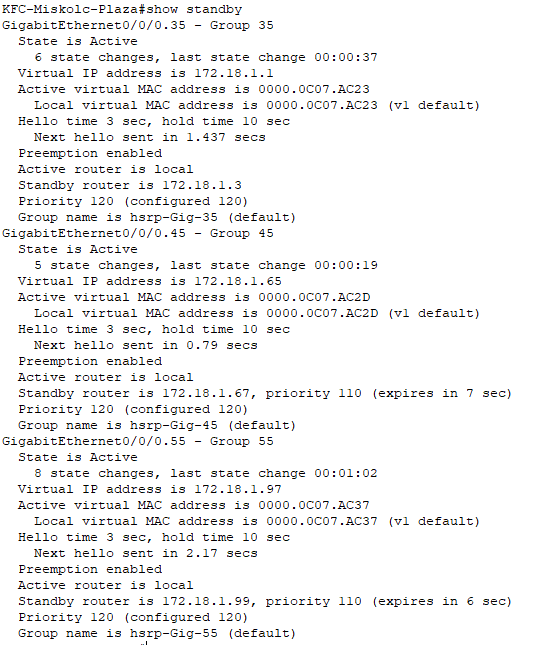 KFC-Miskolc-Plaza#show standby
GigabitEthernet0/0/0.35 - Group 35
State is Active
6 state changes, last state change 00:00:37
Virtual IP address is 172.18.1.1
Active virtual MAC address is 0000.0C07.AC23
Local virtual MAC address is 0000.0C07.AC23 (v1 default)
Hello time 3 sec, hold time 10 sec
Next hello sent in 1.437 secs
Preemption enabled
Active router is local
Standby router is 172.18.1.3
Priority 120 (configured 120)
Group name is hsrp-Gig-35 (default)
GigabitEthernet0/0/0.45 - Group 45
State is Active
5 state changes, last state change 00:00:19
Virtual IP address is 172.18.1.65
Active virtual MAC address is 0000.0C07.AC2D
Local virtual MAC address is 0000.0C07.AC2D (v1 default)
Hello time 3 sec, hold time 10 sec
Next hello sent in 0.79 secs
Preemption enabled
Active router is local
Standby router is 172.18.1.67, priority 110 (expires in 7 sec)
Priority 120 (configured 120)
Group name is hsrp-Gig-45 (default)
GigabitEthernet0/0/0.55 - Group 55
State is Active
8 state changes, last state change 00:01:02
Virtual IP address is 172.18.1.97
Active virtual MAC address is 0000.0C07.AC37
Local virtual MAC address is 0000.0C07.AC37 (v1 default)
Hello time 3 sec, hold time 10 sec
Next hello sent in 2.17 secs
Preemption enabled
Active router is local
Standby router is 172.18.1.99, priority 110 (expires in 6 sec)
Priority 120 (configured 120)
Group name is hsrp-Gig-55 (default)